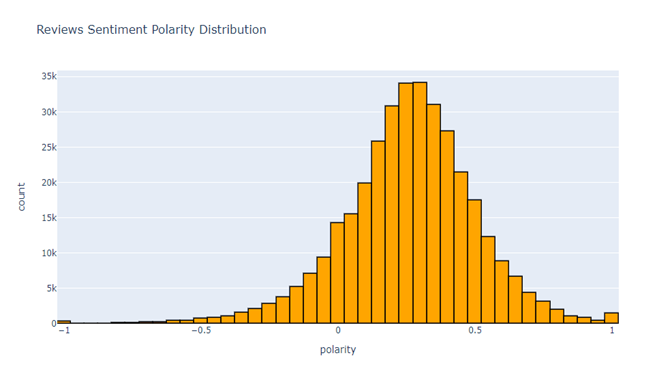 Reviews Sentiment Polarity Distribution
35k
30k
25k
20k
15k
10k
5k
0
count
−1
−0.5
0
0.5
1
polarity